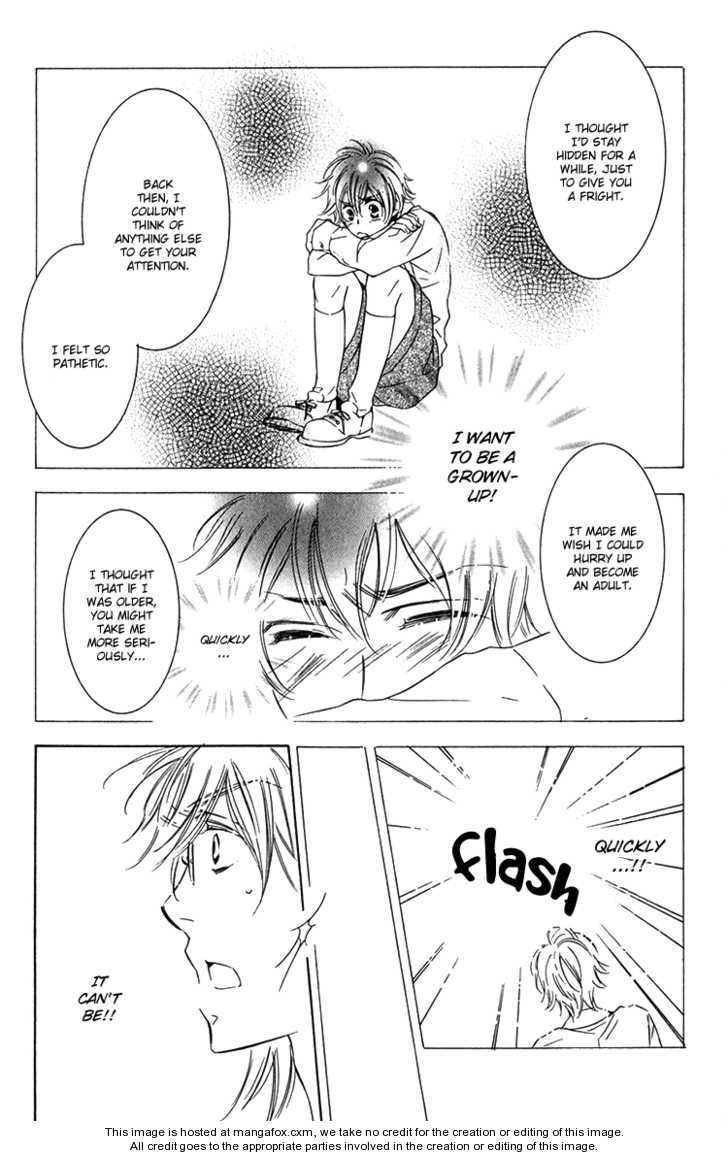 I THOUGHT
I'D STAY
HIDDEN FOR A
WHILE, JUST
TO GIVE YOU
A FRIGHT.
BACK
THEN, I
COULDN'T
THINK OF
ANYTHING ELSE
TO GET YOUR
ATTENTION.
I FELT SO
PATHETIC.
I WANT
TO BE A
GROWN-
UP!
IT MADE ME
WISH I COULD
HURRY UP
AND BECOME
AN ADULT.
QUICKLY
...
I THOUGHT
THAT IF I
WAS OLDER,
YOU MIGHT
TAKE ME
MORE SERI-
OUSLY...
QUICKLY
...!!
flash
IT
CAN'T
BE!!
This image is hosted at mangafox.cxm, we take no credit for the creation or editing of this image.
All credit goes to the appropriate parties involved in the creation or editing of this image.